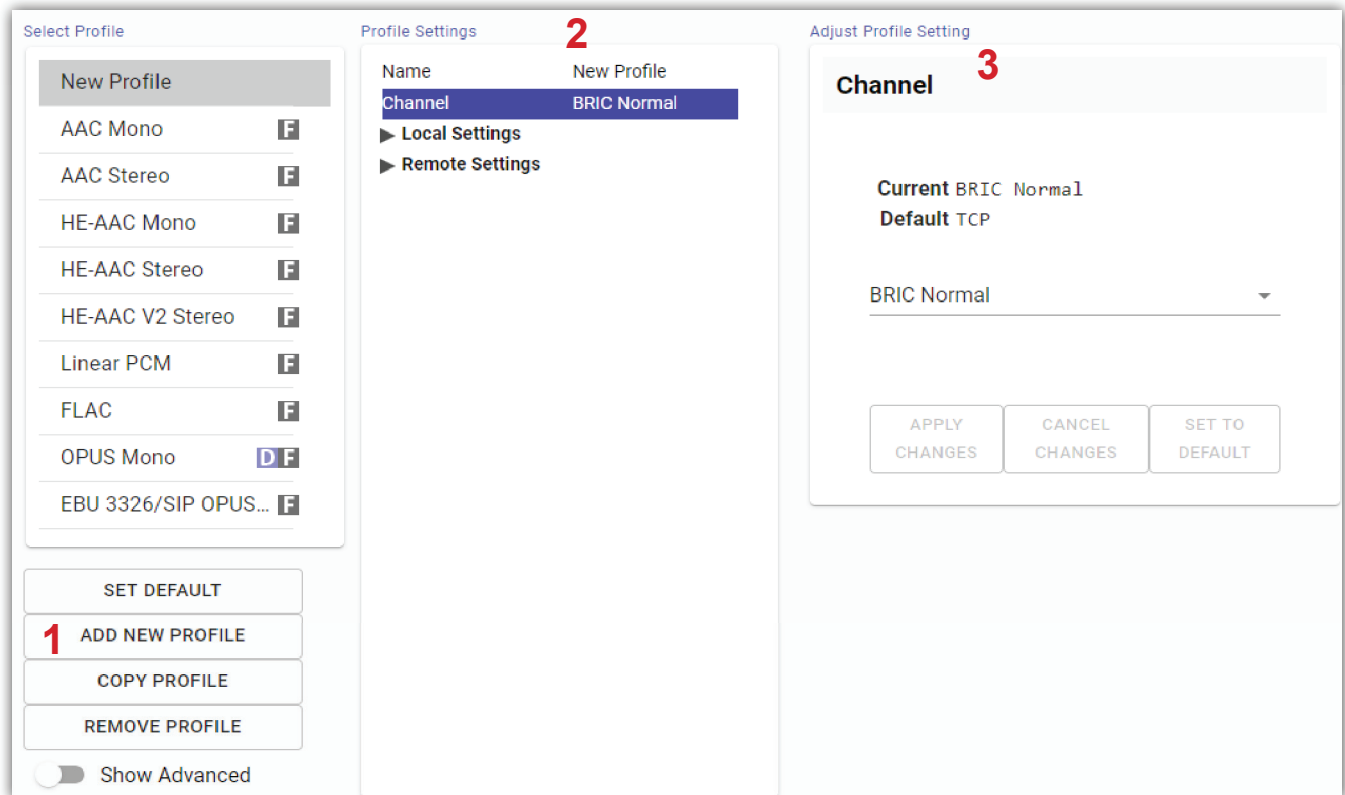 Select Profile
New Profile
AAC Mono F
AAC Stereo F
HE-AAC Mono F
HE-AAC Stereo F
HE-AAC V2 Stereo F
Linear PCM F
FLAC F
OPUS Mono D F
EBU 3326/SIP OPUS... F
SET DEFAULT
1 ADD NEW PROFILE
COPY PROFILE
REMOVE PROFILE
Show Advanced
Profile Settings 2
Name New Profile
Channel BRIC Normal
Local Settings
Remote Settings
Adjust Profile Setting
3
Channel
Current BRIC Normal
Default TCP
BRIC Normal
APPLY CHANGES
CANCEL CHANGES
SET TO DEFAULT